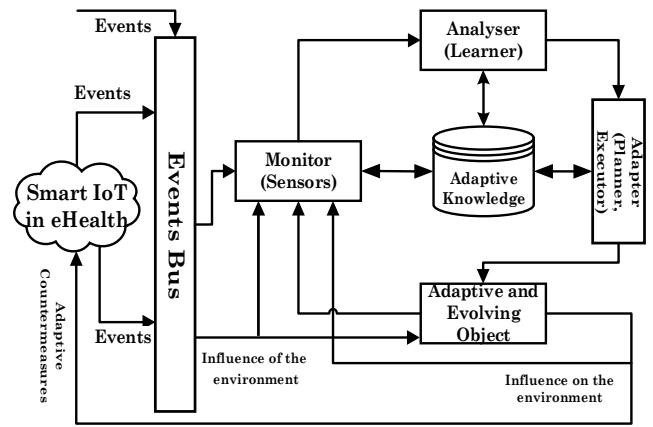 Events
Analyser
(Learner)
Events
Events Bus
Monitor
(Sensors)
Adaptive
Knowledge
Adapter
(Planner,
Executor)
Smart IoT
in eHealth
Adaptive
Countermeasures
Events
Adaptive and
Evolving
Object
Influence of the
environment
Influence on the
environment